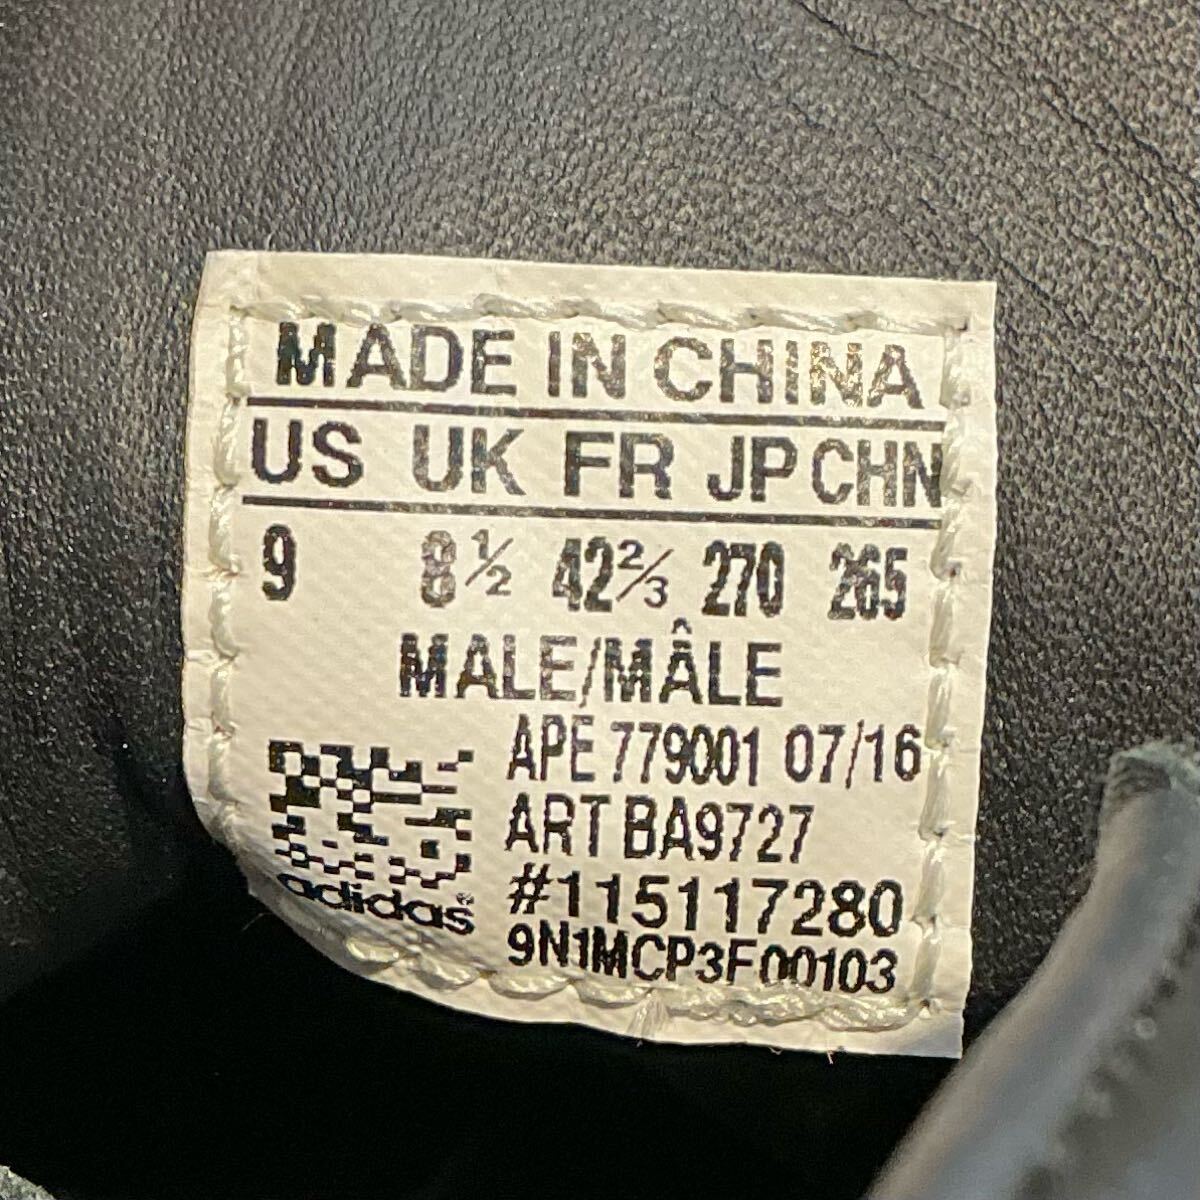 MADE IN CHINA
US UK FR JP CHN
9 8½ 42⅔ 270 265
MALE/MÂLE
APE 779001 07/16
ART BA9727
#115117280
9N1MCP3F00103
adidas